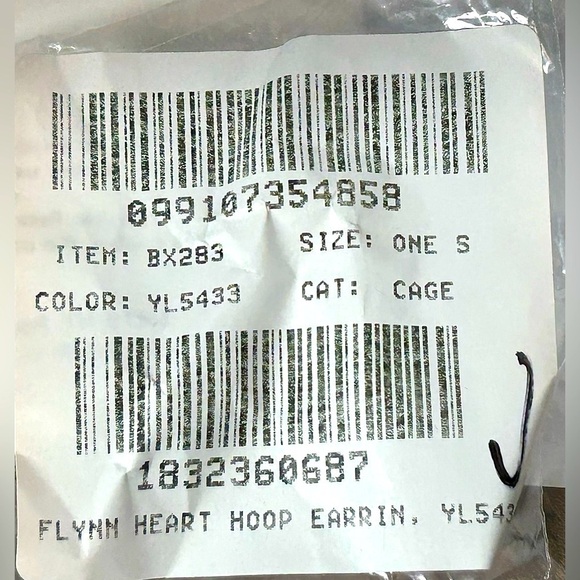 099107354858
ITEM: BX283 SIZE: ONE S
COLOR: YL5433 CAT: CAGE
1832360687
FLYNN HEART HOOP EARRIN, YL543